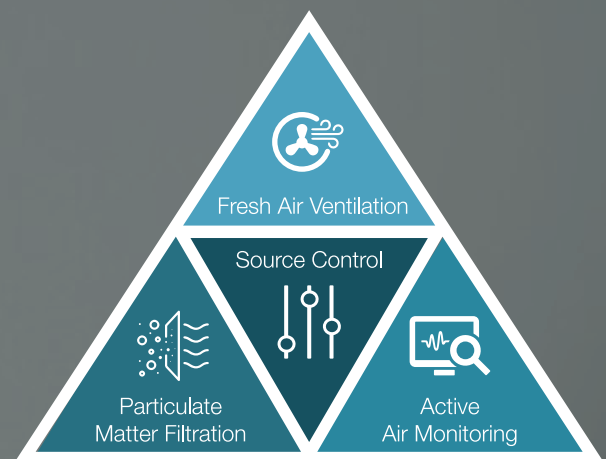 Fresh Air Ventilation
Source Control
Particulate
Matter Filtration
Active
Air Monitoring